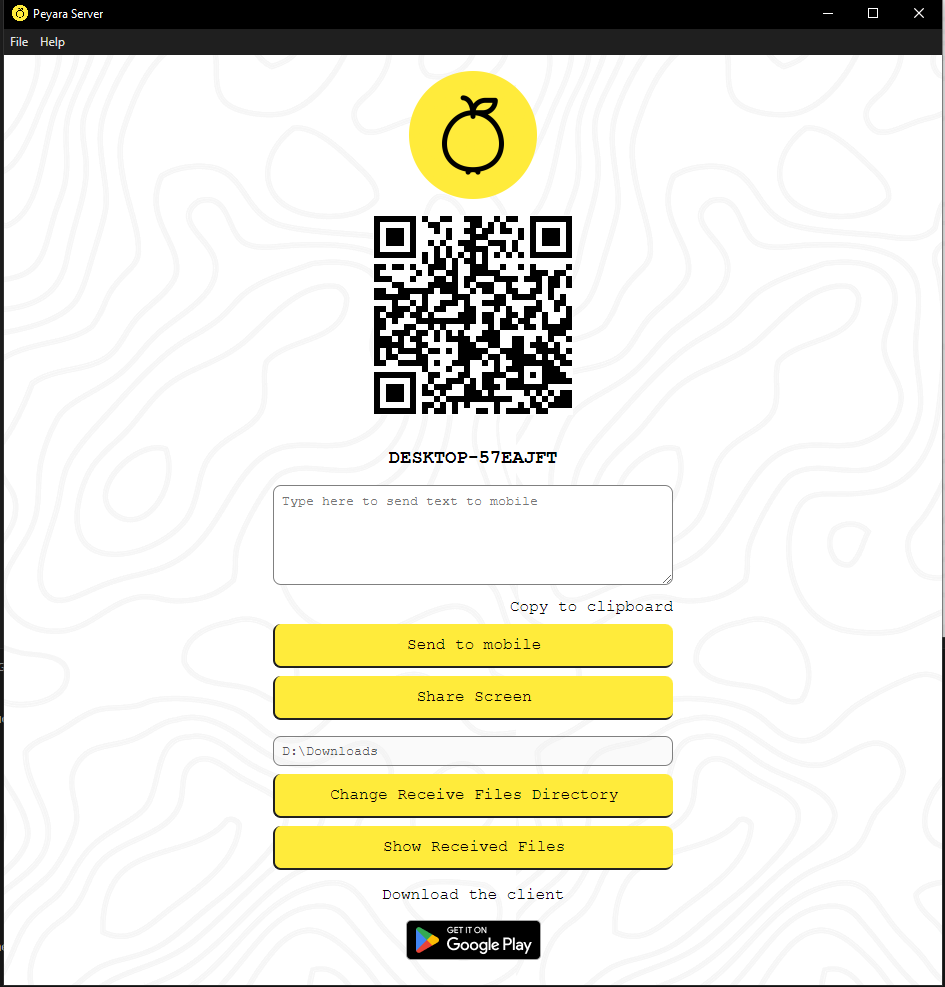 Peyara Server
File Help
DESKTOP-57EAJFT
Type here to send text to mobile
Copy to clipboard
Send to mobile
Share Screen
D:\Downloads
Change Receive Files Directory
Show Received Files
Download the client
GET IT ON
Google Play